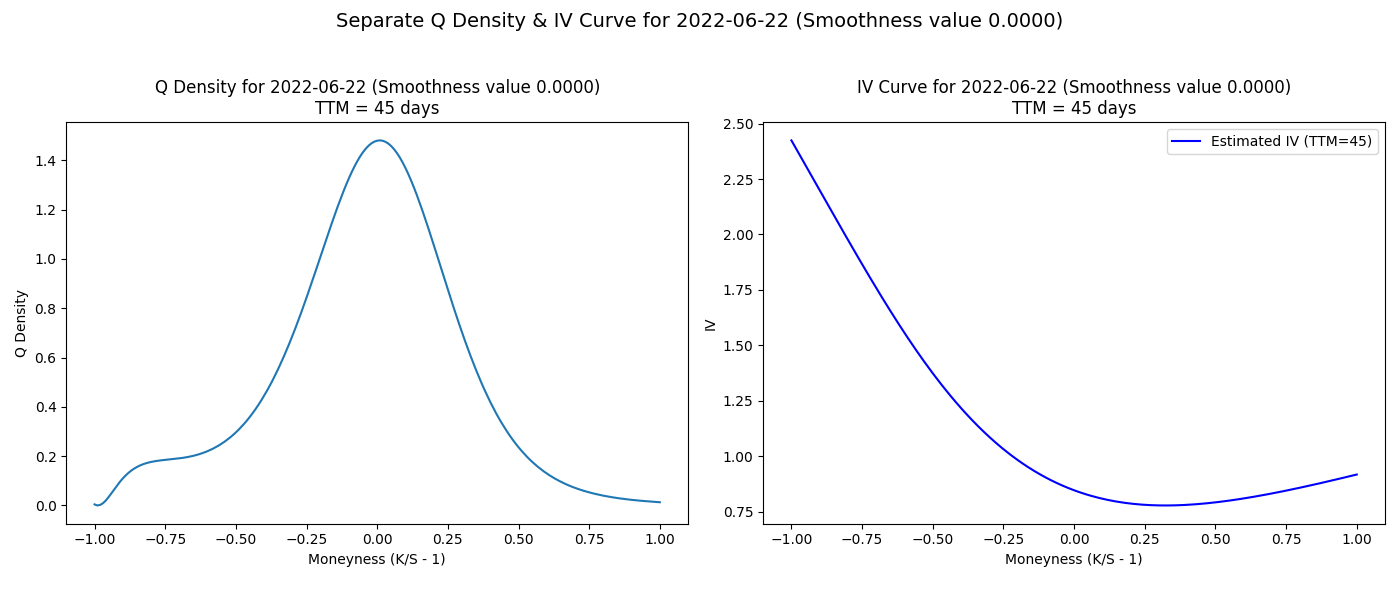 Separate Q Density & IV Curve for 2022-06-22 (Smoothness value 0.0000)
Q Density for 2022-06-22 (Smoothness value 0.0000)
TTM = 45 days
Q Density
1.4
1.2
1.0
0.8
0.6
0.4
0.2
0.0
−1.00 −0.75 −0.50 −0.25 0.00 0.25 0.50 0.75 1.00
Moneyness (K/S - 1)
IV Curve for 2022-06-22 (Smoothness value 0.0000)
TTM = 45 days
Estimated IV (TTM=45)
IV
2.50
2.25
2.00
1.75
1.50
1.25
1.00
0.75
−1.00 −0.75 −0.50 −0.25 0.00 0.25 0.50 0.75 1.00
Moneyness (K/S - 1)